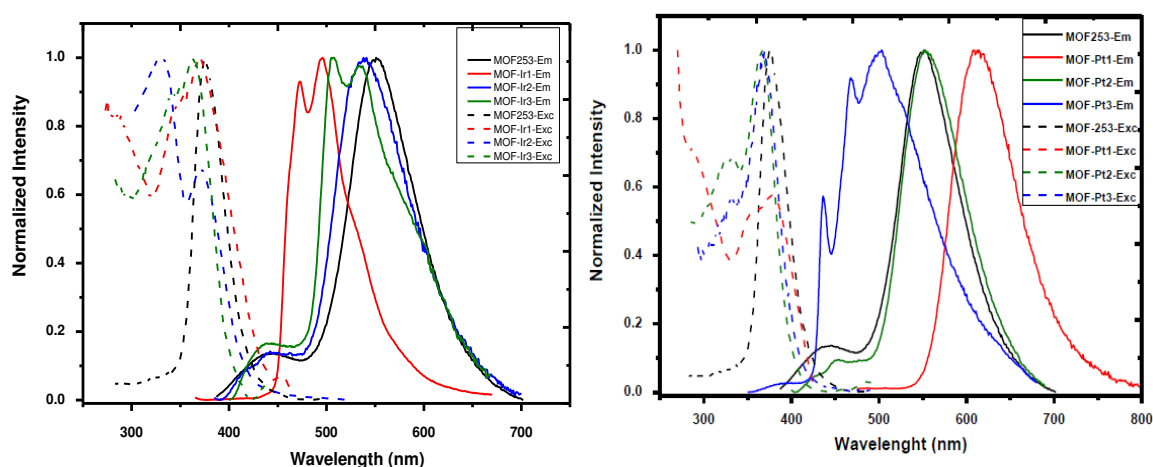 1.0
0.8
0.6
0.4
0.2
0.0
Normalized Intensity
300
400
500
600
700
Wavelength (nm)
MOF253-Em
MOF-Ir1-Em
MOF-Ir2-Em
MOF-Ir3-Em
MOF253-Exc
MOF-Ir1-Exc
MOF-Ir2-Exc
MOF-Ir3-Exc
1.0
0.8
0.6
0.4
0.2
0.0
Normalized Intensity
300
400
500
600
700
800
Wavelenght (nm)
MOF253-Em
MOF-Pt1-Em
MOF-Pt2-Em
MOF-Pt3-Em
MOF-253-Exc
MOF-Pt1-Exc
MOF-Pt2-Exc
MOF-Pt3-Exc